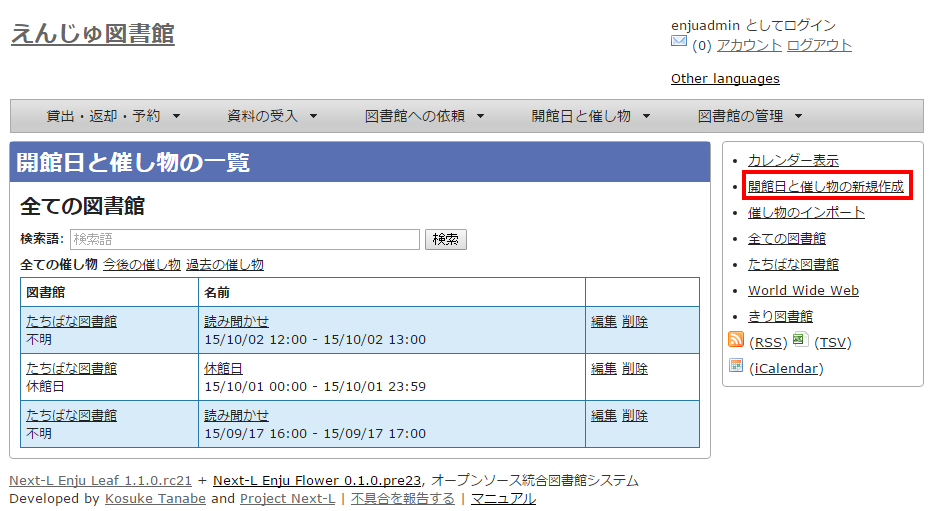 えんじゅ図書館
enjuadmin としてログイン
(0) アカウント ログアウト
Other languages
貸出・返却・予約 ▼ 資料の受入 ▼ 図書館への依頼 ▼ 開館日と催し物 ▼ 図書館の管理 ▼
開館日と催し物の一覧
全ての図書館
検索語: 検索語 検索
全ての催し物 今後の催し物 過去の催し物
図書館 名前
たちばな図書館 読み聞かせ 編集 削除
不明 15/10/02 12:00 - 15/10/02 13:00
たちばな図書館 休館日 編集 削除
休館日 15/10/01 00:00 - 15/10/01 23:59
たちばな図書館 読み聞かせ 編集 削除
不明 15/09/17 16:00 - 15/09/17 17:00
カレンダー表示
開館日と催し物の新規作成
催し物のインポート
全ての図書館
たちばな図書館
World Wide Web
きり図書館
(RSS) (TSV)
(iCalendar)
Next-L Enju Leaf 1.1.0.rc21 + Next-L Enju Flower 0.1.0.pre23, オープンソース統合図書館システム
Developed by Kosuke Tanabe and Project Next-L | 不具合を報告する | マニュアル